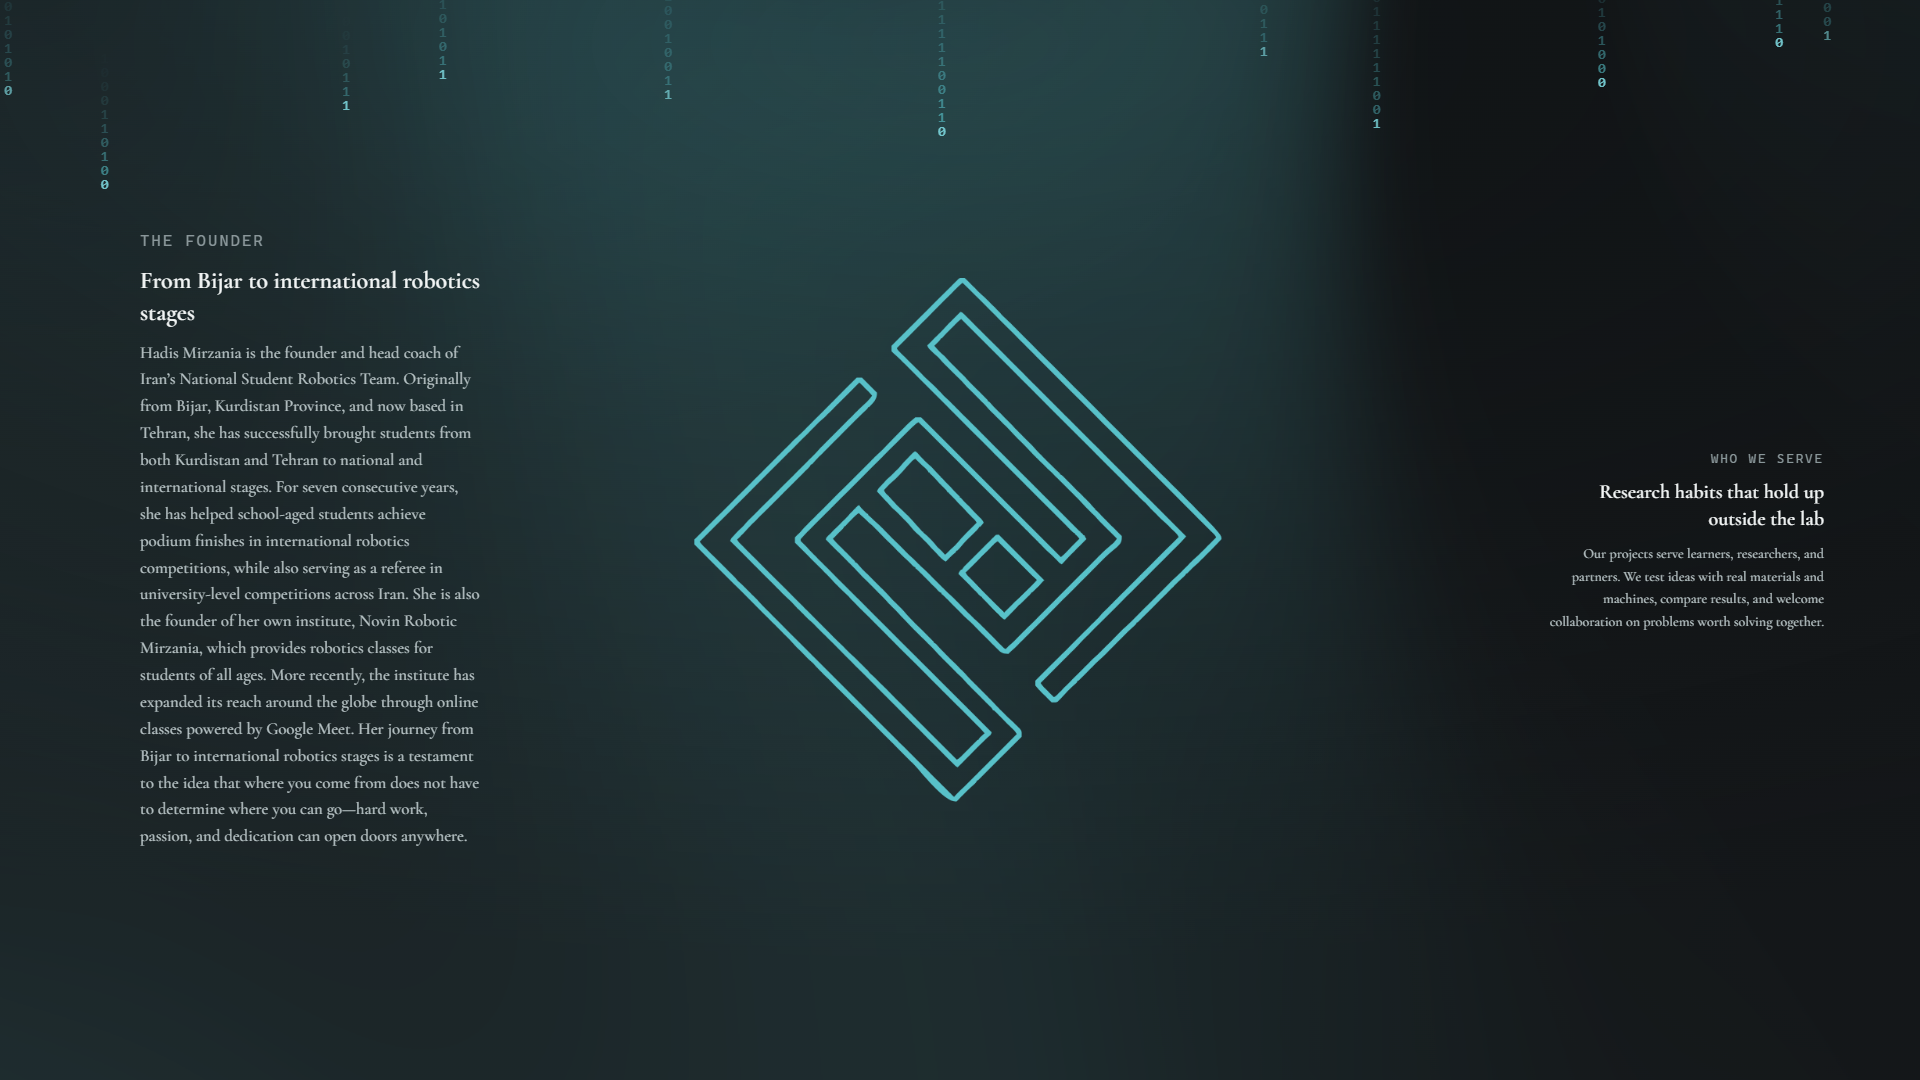 THE FOUNDER
From Bijar to international robotics
stages
Hadis Mirzania is the founder and head coach of
Iran’s National Student Robotics Team. Originally
from Bijar, Kurdistan Province, and now based in
Tehran, she has successfully brought students from
both Kurdistan and Tehran to national and
international stages. For seven consecutive years,
she has helped school-aged students achieve
podium finishes in international robotics
competitions, while also serving as a referee in
university-level competitions across Iran. She is also
the founder of her own institute, Novin Robotic
Mirzania, which provides robotics classes for
students of all ages. More recently, the institute has
expanded its reach around the globe through online
classes powered by Google Meet. Her journey from
Bijar to international robotics stages is a testament
to the idea that where you come from does not have
to determine where you can go—hard work,
passion, and dedication can open doors anywhere.
WHO WE SERVE
Research habits that hold up
outside the lab
Our projects serve learners, researchers, and
partners. We test ideas with real materials and
machines, compare results, and welcome
collaboration on problems worth solving together.